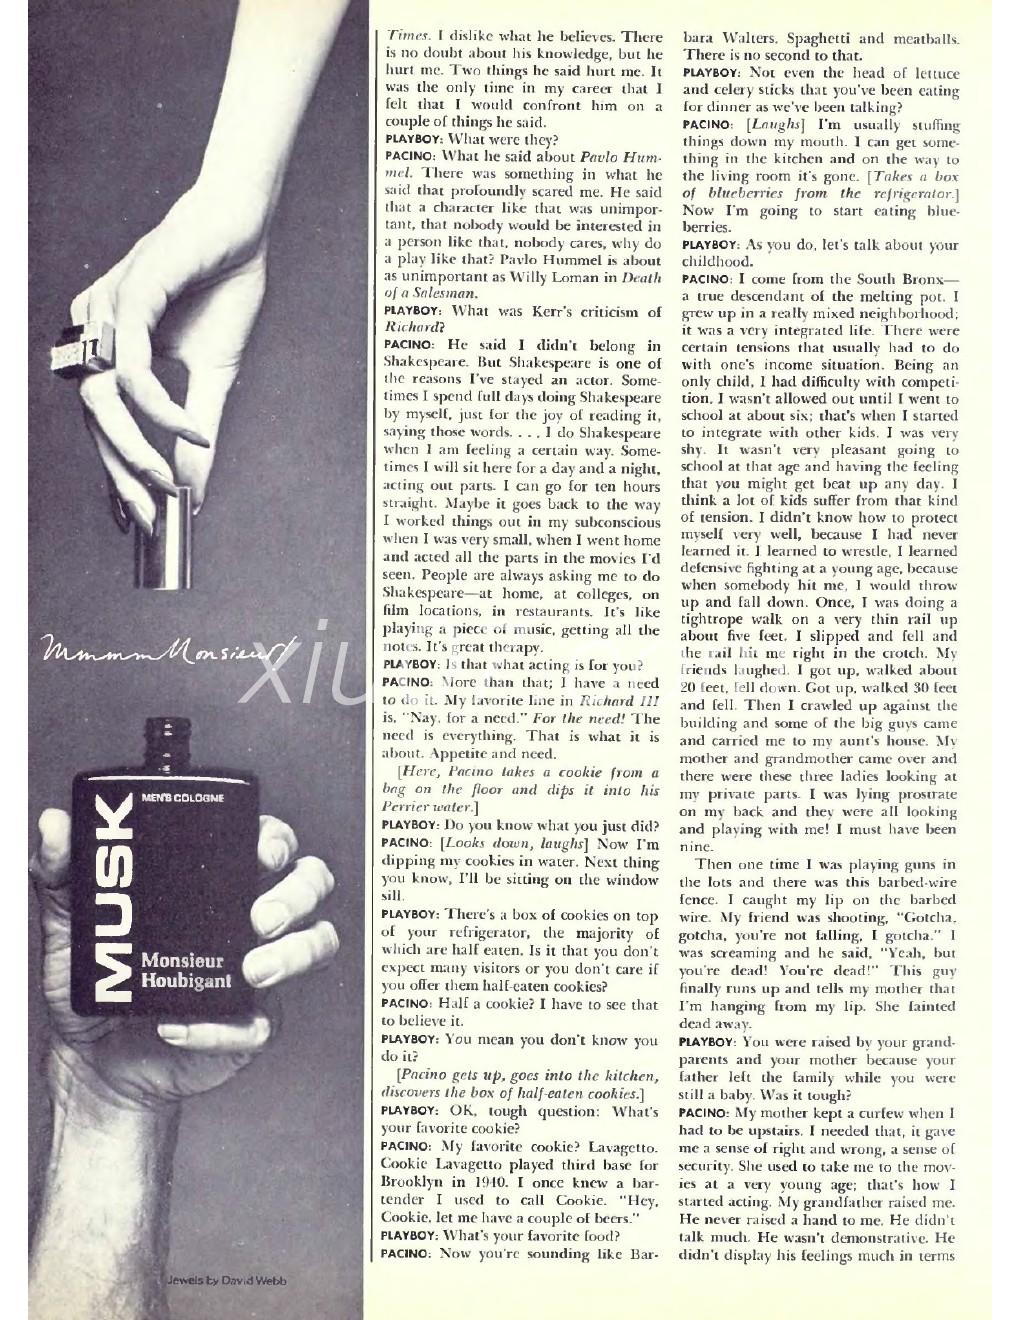 Mmmm Monsieur!
MUSK
MEN'S COLOGNE
Monsieur
Houbigant
Jewels by David Webb
Times. I dislike what he believes. There
is no doubt about his knowledge, but he
hurt me. Two things he said hurt me. It
was the only time in my career that I
felt that I would confront him on a
couple of things he said.
PLAYBOY: What were they?
PACINO: What he said about Pavlo Hum-
mel. There was something in what he
said that profoundly scared me. He said
that a character like that was unimpor-
tant, that nobody would be interested in
a person like that, nobody cares, why do
a play like that? Pavlo Hummel is about
as unimportant as Willy Loman in Death
of a Salesman.
PLAYBOY: What was Kerr's criticism of
Richard?
PACINO: He said I didn't belong in
Shakespeare. But Shakespeare is one of
the reasons I've stayed an actor. Some-
times I spend full days doing Shakespeare
by myself, just for the joy of reading it,
saying those words. . . . I do Shakespeare
when I am feeling a certain way. Some-
times I will sit here for a day and a night,
acting out parts. I can go for ten hours
straight. Maybe it goes back to the way
I worked things out in my subconscious
when I was very small, when I went home
and acted all the parts in the movies I'd
seen. People are always asking me to do
Shakespeare—at home, at colleges, on
film locations, in restaurants. It's like
playing a piece of music, getting all the
notes. It's great therapy.
PLAYBOY: Is that what acting is for you?
PACINO: More than that; I have a need
to do it. My favorite line in Richard III
is, "Nay, for a need." For the need! The
need is everything. That is what it is
about. Appetite and need.
[Here, Pacino takes a cookie from a
bag on the floor and dips it into his
Perrier water.]
PLAYBOY: Do you know what you just did?
PACINO: [Looks down, laughs] Now I'm
dipping my cookies in water. Next thing
you know, I'll be sitting on the window
sill.
PLAYBOY: There's a box of cookies on top
of your refrigerator, the majority of
which are half eaten. Is it that you don't
expect many visitors or you don't care if
you offer them half-eaten cookies?
PACINO: Half a cookie? I have to see that
to believe it.
PLAYBOY: You mean you don't know you
do it?
[Pacino gets up, goes into the kitchen,
discovers the box of half-eaten cookies.]
PLAYBOY: OK, tough question: What's
your favorite cookie?
PACINO: My favorite cookie? Lavagetto.
Cookie Lavagetto played third base for
Brooklyn in 1940. I once knew a bar-
tender I used to call Cookie. "Hey,
Cookie, let me have a couple of beers."
PLAYBOY: What's your favorite food?
PACINO: Now you're sounding like Bar-
bara Walters. Spaghetti and meatballs.
There is no second to that.
PLAYBOY: Not even the head of lettuce
and celery sticks that you've been eating
for dinner as we've been talking?
PACINO: [Laughs] I'm usually stuffing
things down my mouth. I can get some-
thing in the kitchen and on the way to
the living room it's gone. [Takes a box
of blueberries from the refrigerator.]
Now I'm going to start eating blue-
berries.
PLAYBOY: As you do, let's talk about your
childhood.
PACINO: I come from the South Bronx—
a true descendant of the melting pot. I
grew up in a really mixed neighborhood;
it was a very integrated life. There were
certain tensions that usually had to do
with one's income situation. Being an
only child, I had difficulty with competi-
tion. I wasn't allowed out until I went to
school at about six; that's when I started
to integrate with other kids. I was very
shy. It wasn't very pleasant going to
school at that age and having the feeling
that you might get beat up any day. I
think a lot of kids suffer from that kind
of tension. I didn't know how to protect
myself very well, because I had never
learned it. I learned to wrestle, I learned
defensive fighting at a young age, because
when somebody hit me, I would throw
up and fall down. Once, I was doing a
tightrope walk on a very thin rail up
about five feet. I slipped and fell and
the rail hit me right in the crotch. My
friends laughed. I got up, walked about
20 feet, fell down. Got up, walked 30 feet
and fell. Then I crawled up against the
building and some of the big guys came
and carried me to my aunt's house. My
mother and grandmother came over and
there were these three ladies looking at
my private parts. I was lying prostrate
on my back and they were all looking
and playing with me! I must have been
nine.
Then one time I was playing guns in
the lots and there was this barbed-wire
fence. I caught my lip on the barbed
wire. My friend was shooting, "Gotcha,
gotcha, you're not falling, I gotcha." I
was screaming and he said, "Yeah, but
you're dead! You're dead!" This guy
finally runs up and tells my mother that
I'm hanging from my lip. She fainted
dead away.
PLAYBOY: You were raised by your grand-
parents and your mother because your
father left the family while you were
still a baby. Was it tough?
PACINO: My mother kept a curfew when I
had to be upstairs. I needed that, it gave
me a sense of right and wrong, a sense of
security. She used to take me to the mov-
ies at a very young age; that's how I
started acting. My grandfather raised me.
He never raised a hand to me. He didn't
talk much. He wasn't demonstrative. He
didn't display his feelings much in terms